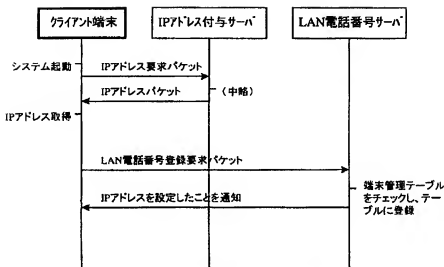 クライアント端末
IPアドレス付与サーバ
LAN電話番号サーバ
システム起動
IPアドレス要求パケット
IPアドレスパケット
(中略)
IPアドレス取得
LAN電話番号登録要求パケット
端末管理テーブル
をチェックし、テー
ブルに登録
IPアドレスを設定したことを通知